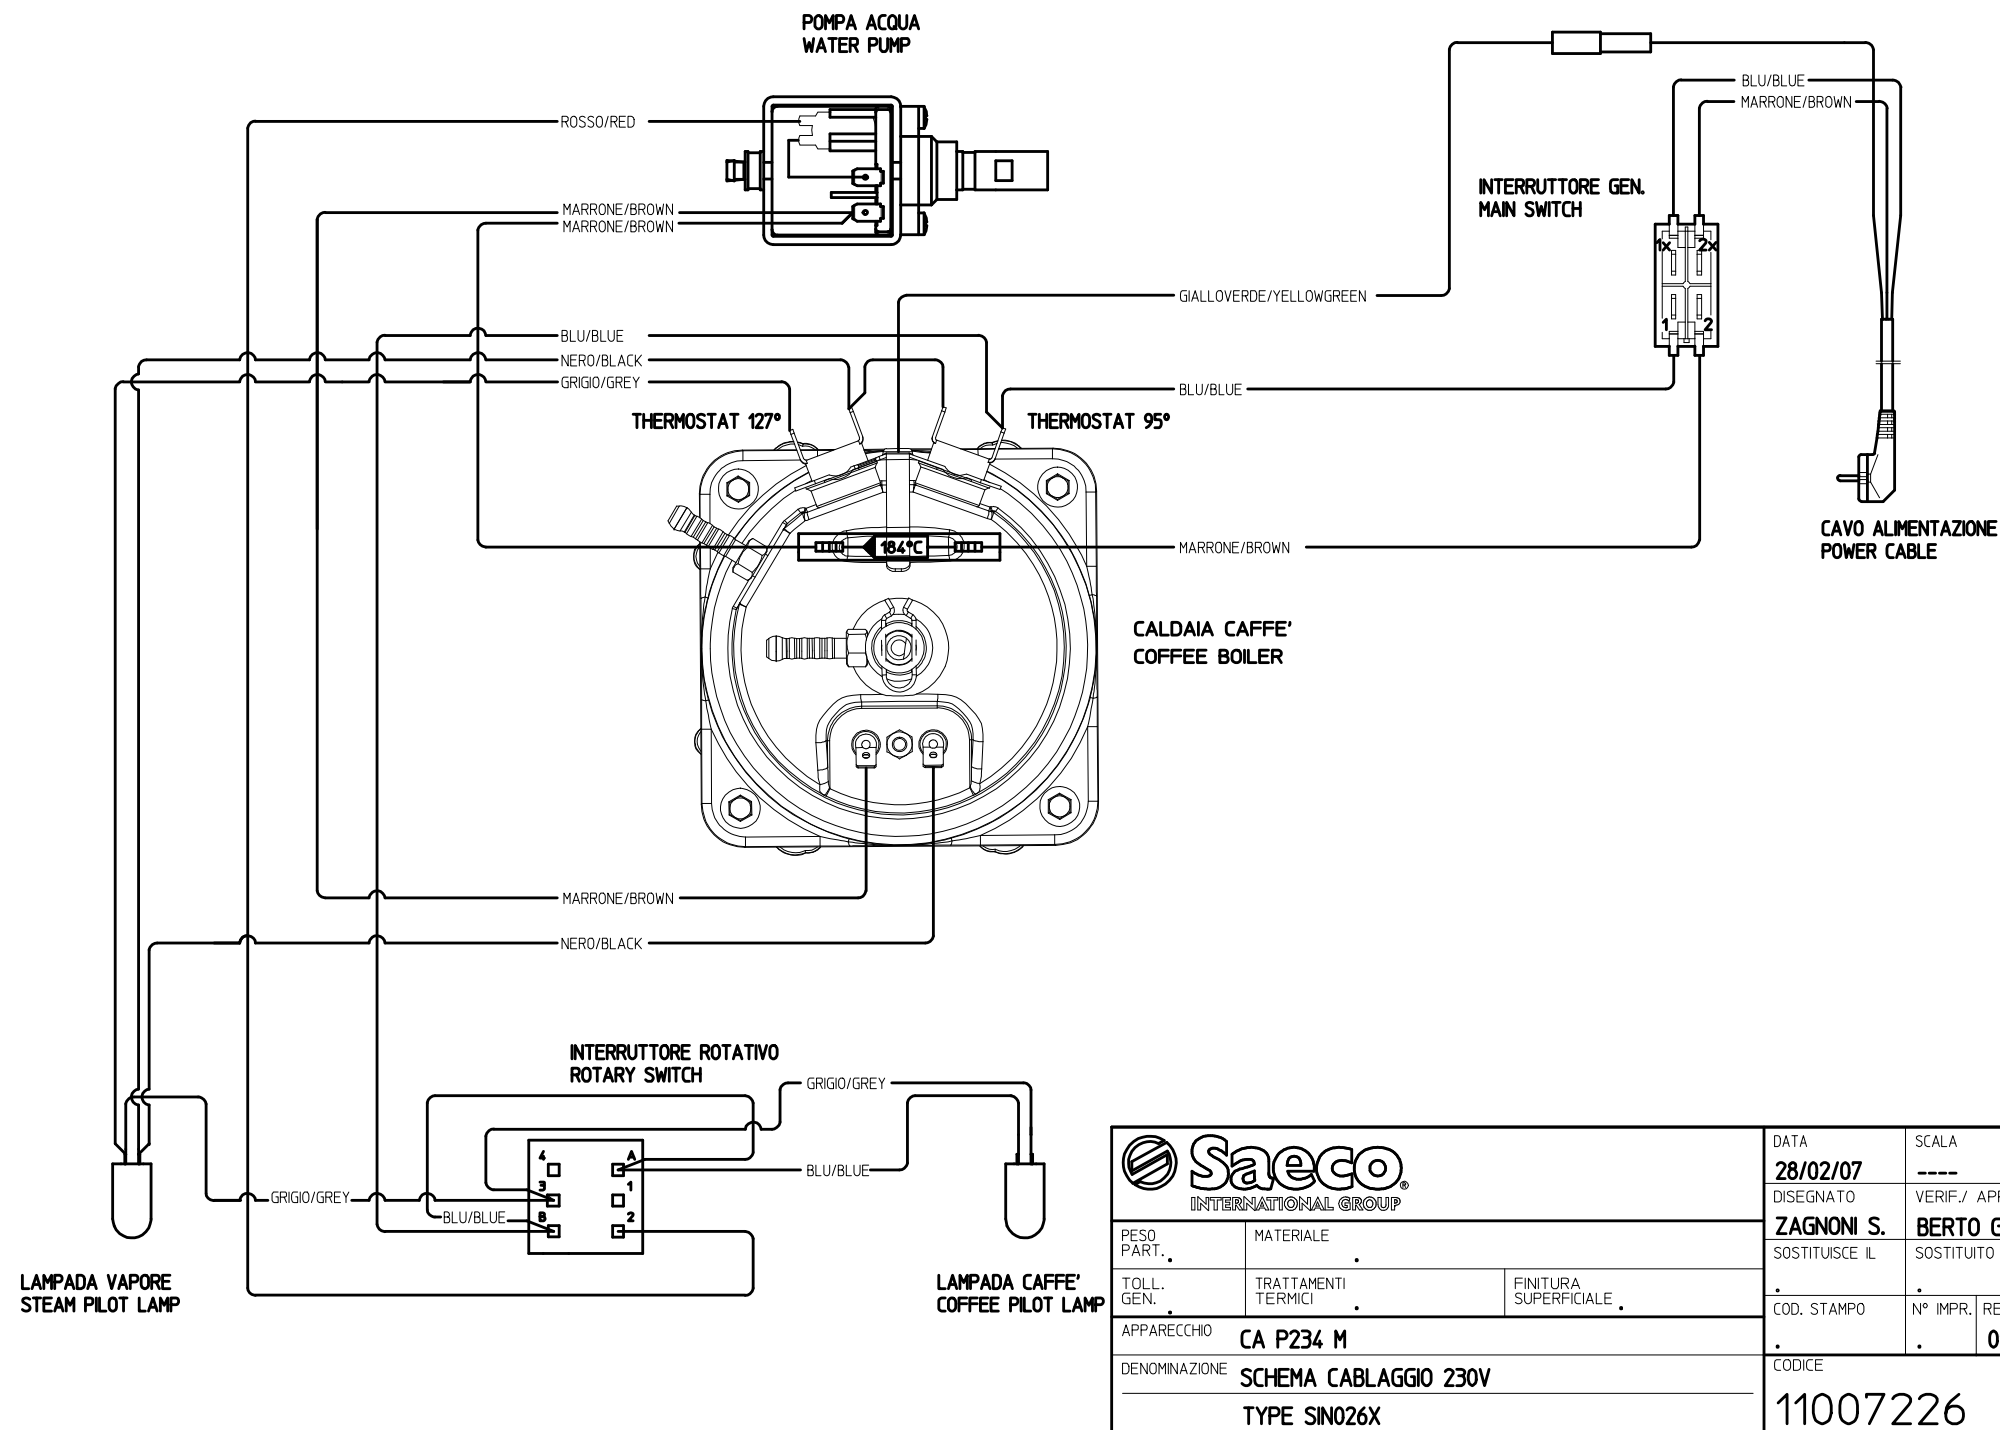 POMPA ACQUA
WATER PUMP
ROSSO/RED
MARRONE/BROWN
MARRONE/BROWN
BLU/BLUE
MARRONE/BROWN
INTERRUTTORE GEN.
MAIN SWITCH
1x 2x
1 2
GIALLOVERDE/YELLOWGREEN
BLU/BLUE
NERO/BLACK
GRIGIO/GREY
BLU/BLUE
THERMOSTAT 127°
THERMOSTAT 95°
184°C
MARRONE/BROWN
CAVO ALIMENTAZIONE
POWER CABLE
CALDAIA CAFFE'
COFFEE BOILER
MARRONE/BROWN
NERO/BLACK
INTERRUTTORE ROTATIVO
ROTARY SWITCH
GRIGIO/GREY
BLU/BLUE
4 A
3 1
B 2
GRIGIO/GREY
BLU/BLUE
LAMPADA VAPORE
STEAM PILOT LAMP
LAMPADA CAFFE'
COFFEE PILOT LAMP
Saeco®
INTERNATIONAL GROUP
DATA
28/02/07
SCALA
----
DISEGNATO
ZAGNONI S.
VERIF./
BERTO
PESO
PART. .
MATERIALE
.
SOSTITUISCE IL
.
SOSTITUITO
.
TOLL.
GEN. .
TRATTAMENTI
TERMICI .
FINITURA
SUPERFICIALE .
COD. STAMPO
.
N° IMPR.
.
0
APPARECCHIO CA P234 M
DENOMINAZIONE SCHEMA CABLAGGIO 230V
TYPE SIN026X
CODICE
11007226